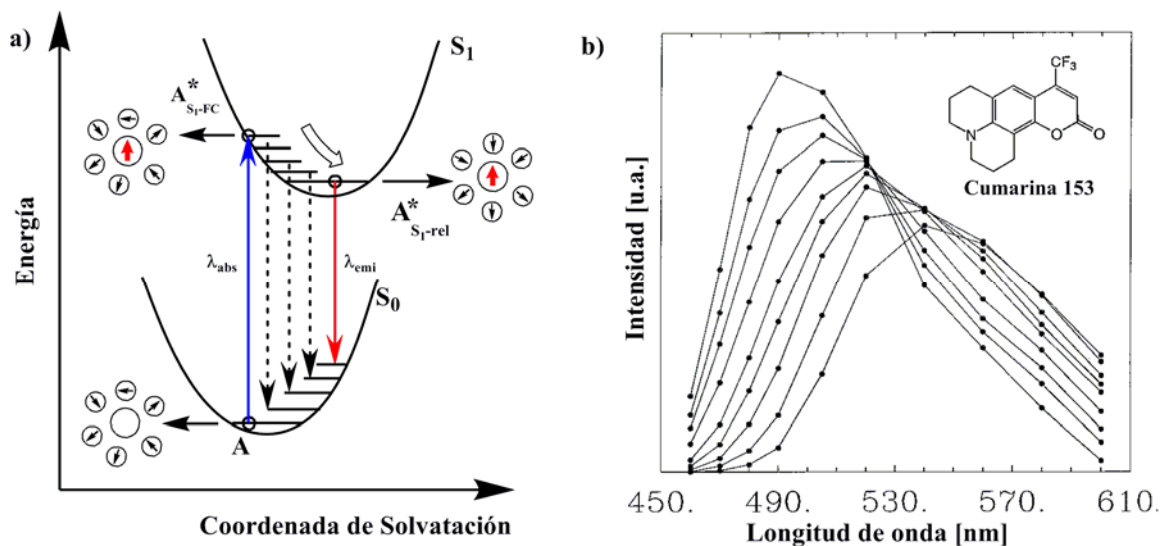 a)
Energía
S1
A*S1-FC
A*S1-rel
λabs
λemi
S0
A
Coordenada de Solvatación
b)
Intensidad [u.a.]
CF3
N
O
O
Cumarina 153
450. 490. 530. 570. 610.
Longitud de onda [nm]